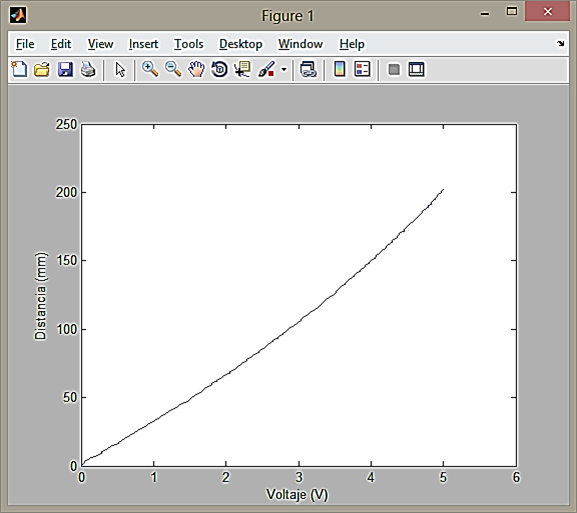 Figure 1
File Edit View Insert Tools Desktop Window Help
250
200
150
100
50
0
Distancia (mm)
0 1 2 3 4 5 6
Voltaje (V)